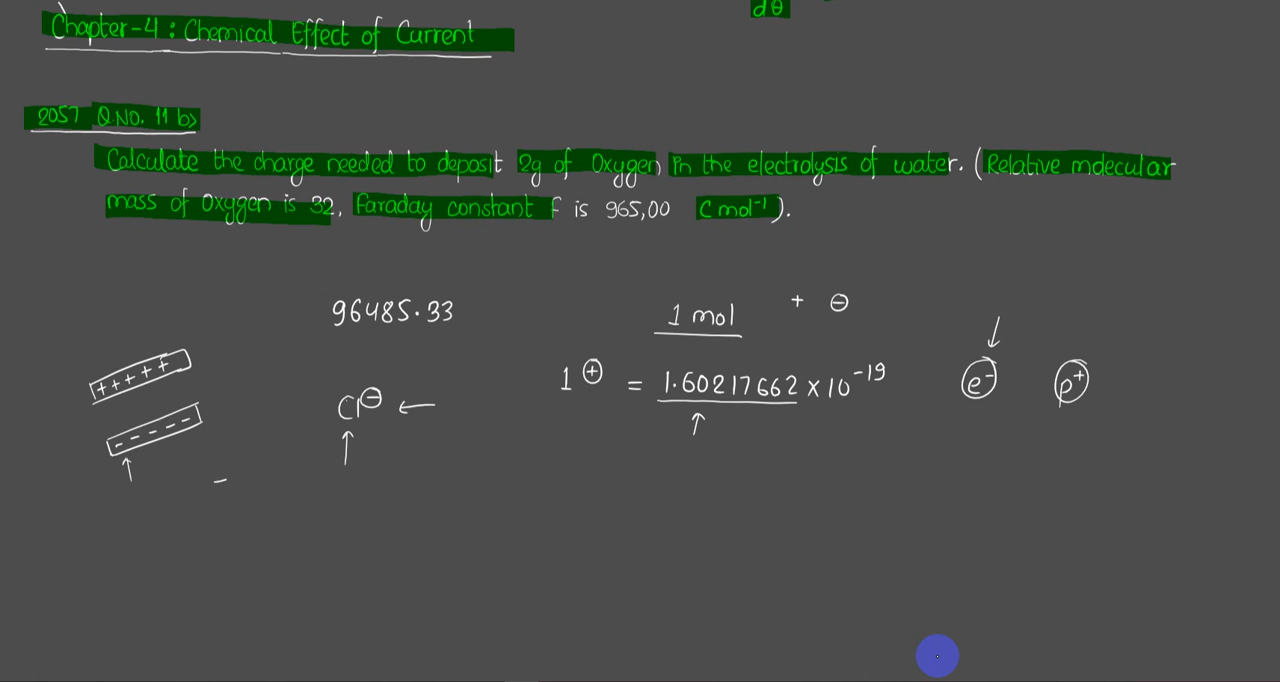 dθ
Chapter-4 : Chemical Effect of Current
2057 Q.NO. 11 b>
Calculate the charge needed to deposit 2g of Oxygen in the electrolysis of water. (Relative molecular
mass of Oxygen is 32, faraday constant f is 965,00 C mol⁻¹).
96485.33
1 mol + ⊖
+++++
Cl⊖ ←
1 ⊕ = 1.60217662 × 10⁻¹⁹
e⁻ p⁺
-----